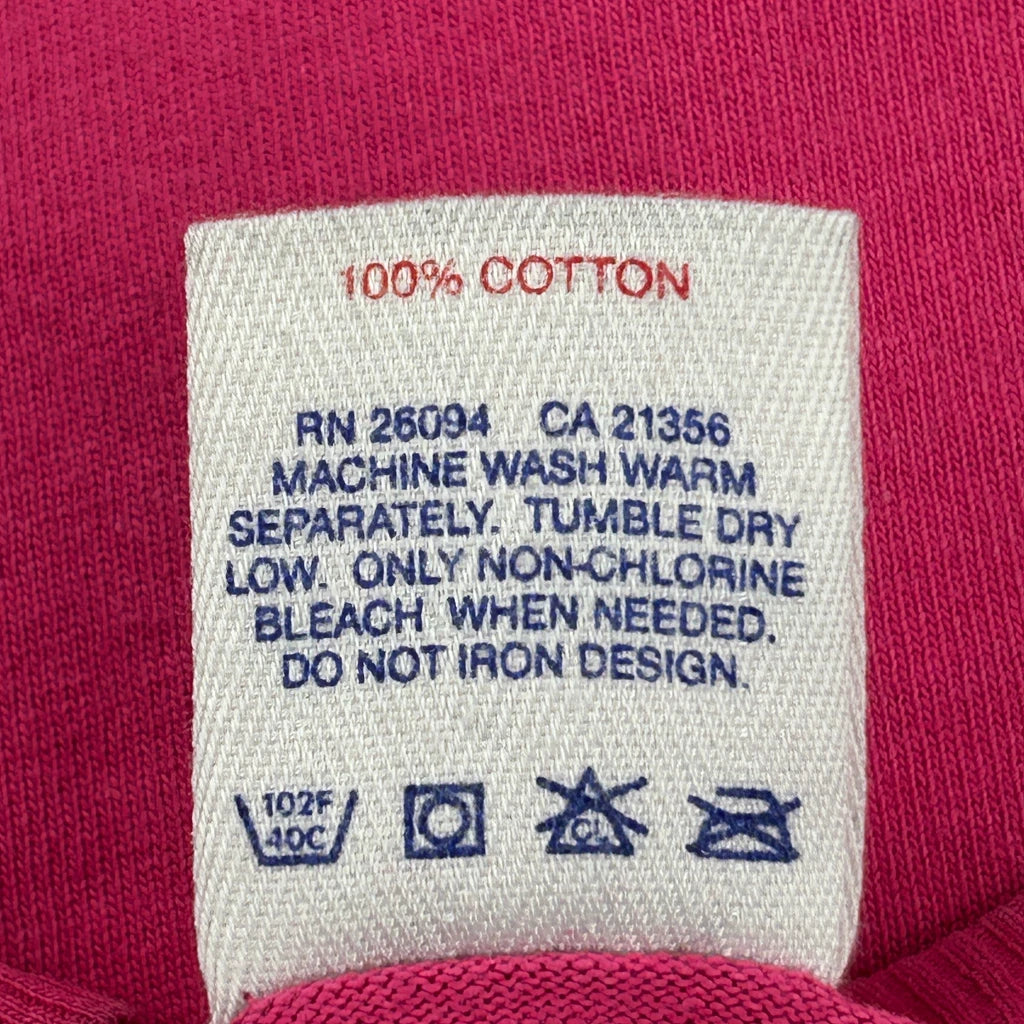 100% COTTON
RN 26094 CA 21356
MACHINE WASH WARM
SEPARATELY. TUMBLE DRY
LOW. ONLY NON-CHLORINE
BLEACH WHEN NEEDED.
DO NOT IRON DESIGN.
102F
40C
CL